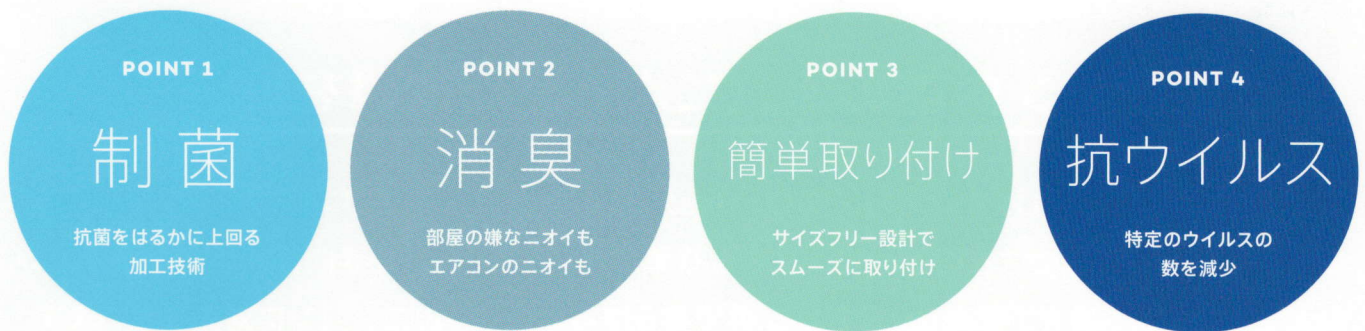 POINT 1
制菌
抗菌をはるかに上回る
加工技術
POINT 2
消臭
部屋の嫌なニオイも
エアコンのニオイも
POINT 3
簡単取り付け
サイズフリー設計で
スムーズに取り付け
POINT 4
抗ウイルス
特定のウイルスの
数を減少